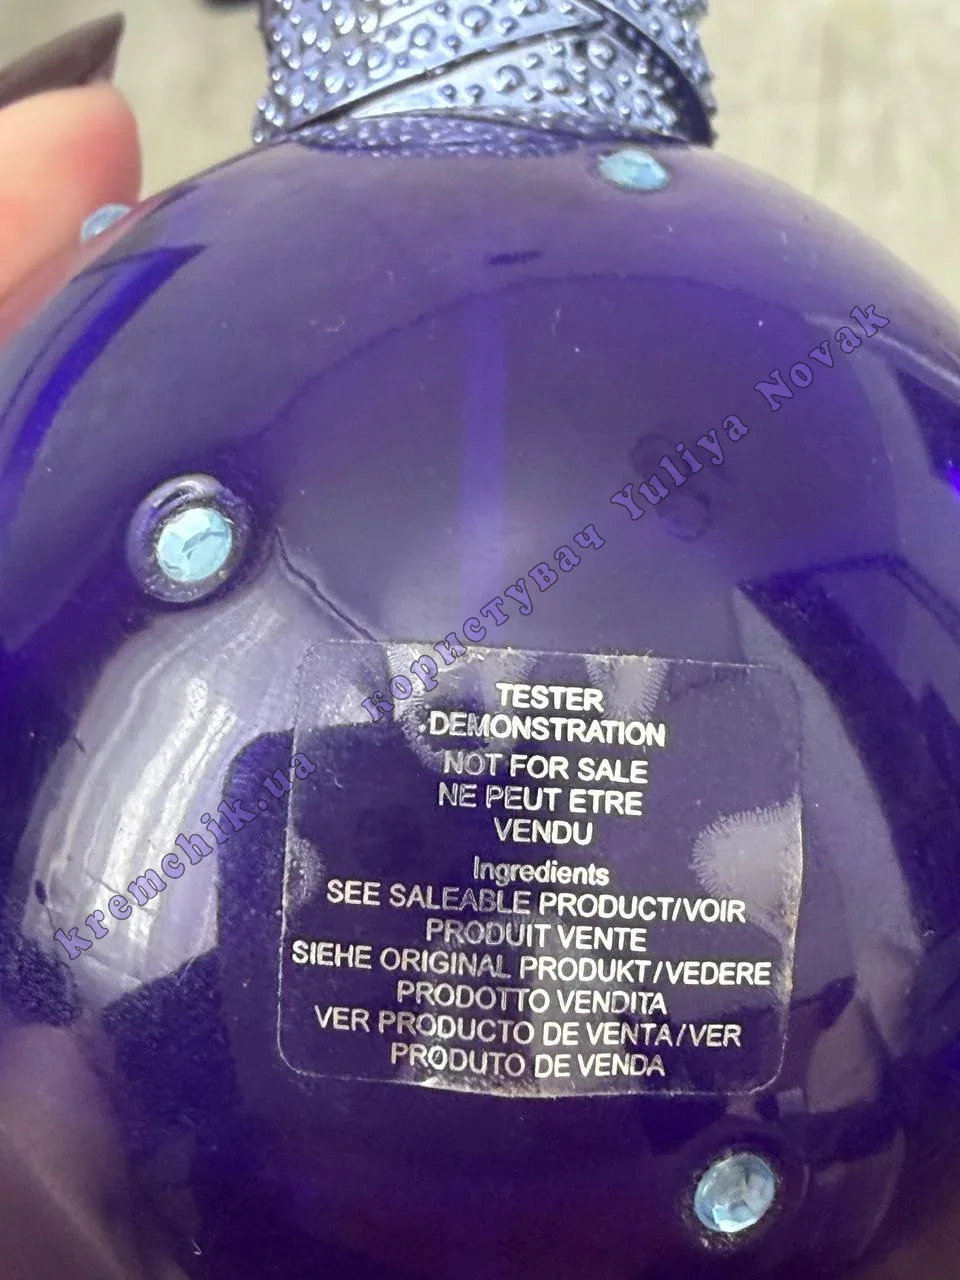 TESTER
DEMONSTRATION
NOT FOR SALE
NE PEUT ETRE
VENDU
Ingredients
SEE SALEABLE PRODUCT/VOIR
PRODUIT VENTE
SIEHE ORIGINAL PRODUKT/VEDERE
PRODOTTO VENDITA
VER PRODUCTO DE VENTA/VER
PRODUTO DE VENDA
kremchik.ua користувач Yuliya Novak